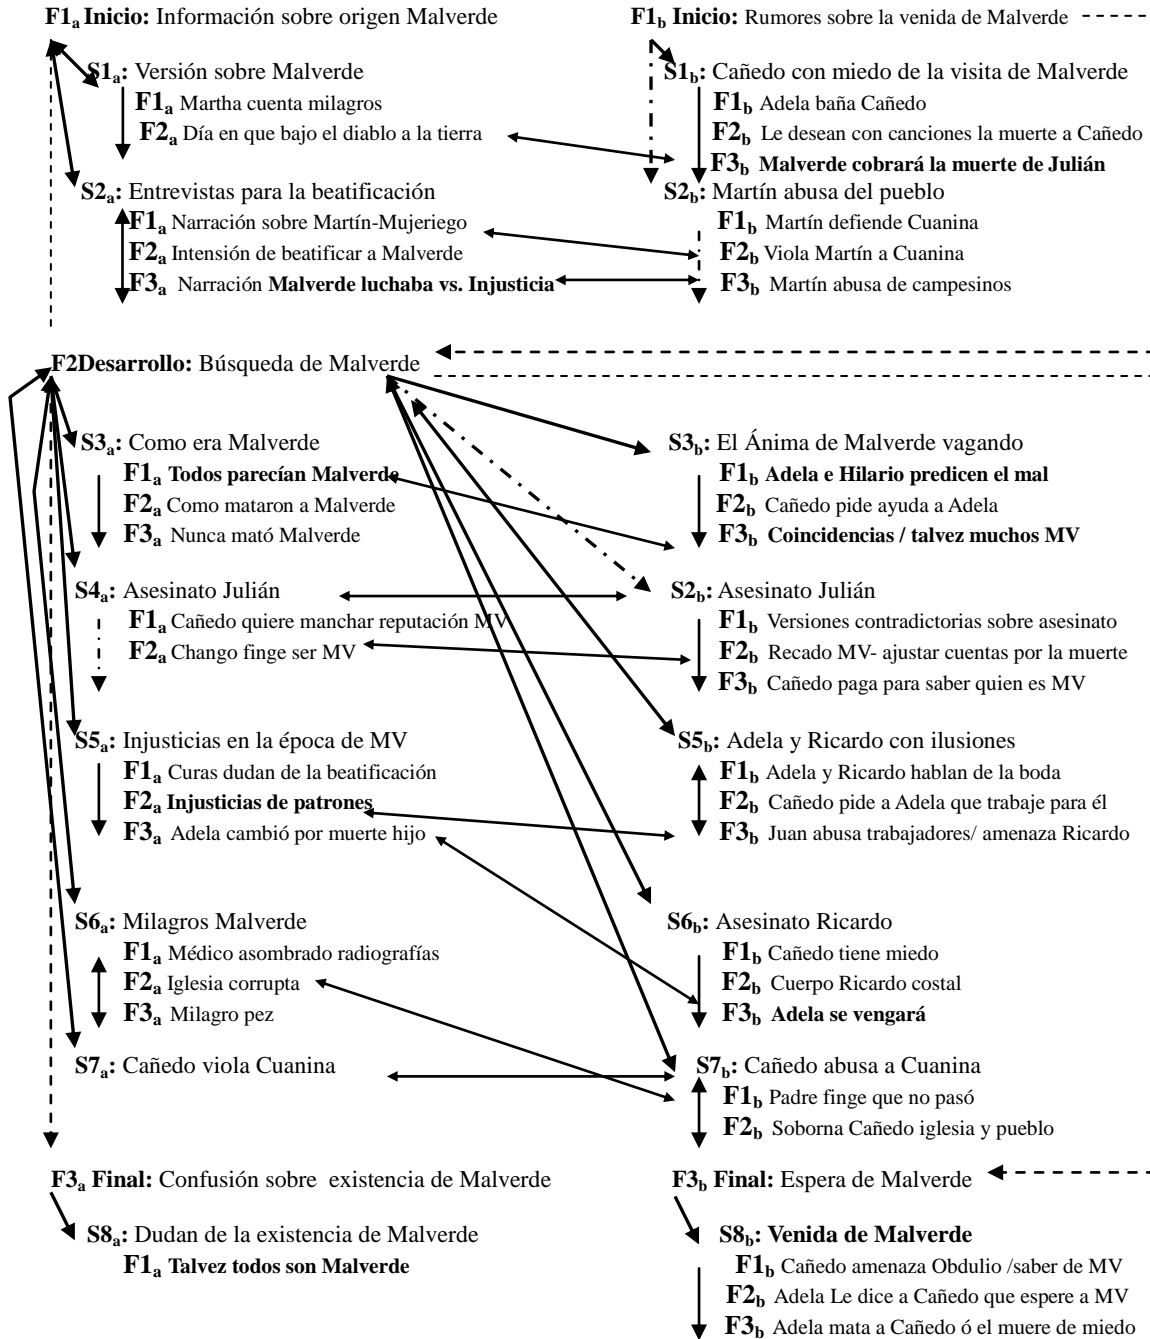 F1a Inicio: Información sobre origen Malverde
S1a: Versión sobre Malverde
F1a Martha cuenta milagros
F2a Día en que bajo el diablo a la tierra
S2a: Entrevistas para la beatificación
F1a Narración sobre Martín-Mujeriego
F2a Intensión de beatificar a Malverde
F3a Narración Malverde luchaba vs. Injusticia
F1b Inicio: Rumores sobre la venida de Malverde
S1b: Cañedo con miedo de la visita de Malverde
F1b Adela baña Cañedo
F2b Le desean con canciones la muerte a Cañedo
F3b Malverde cobrará la muerte de Julián
S2b: Martín abusa del pueblo
F1b Martín defiende Cuanina
F2b Viola Martín a Cuanina
F3b Martín abusa de campesinos
F2Desarrollo: Búsqueda de Malverde
S3a: Como era Malverde
F1a Todos parecían Malverde
F2a Como mataron a Malverde
F3a Nunca mató Malverde
S4a: Asesinato Julián
F1a Cañedo quiere manchar reputación MV
F2a Chango finge ser MV
S5a: Injusticias en la época de MV
F1a Curas dudan de la beatificación
F2a Injusticias de patrones
F3a Adela cambió por muerte hijo
S6a: Milagros Malverde
F1a Médico asombrado radiografías
F2a Iglesia corrupta
F3a Milagro pez
S7a: Cañedo viola Cuanina
S3b: El Ánima de Malverde vagando
F1b Adela e Hilario predicen el mal
F2b Cañedo pide ayuda a Adela
F3b Coincidencias / talvez muchos MV
S2b: Asesinato Julián
F1b Versiones contradictorias sobre asesinato
F2b Recado MV- ajustar cuentas por la muerte
F3b Cañedo paga para saber quien es MV
S5b: Adela y Ricardo con ilusiones
F1b Adela y Ricardo hablan de la boda
F2b Cañedo pide a Adela que trabaje para él
F3b Juan abusa trabajadores/ amenaza Ricardo
S6b: Asesinato Ricardo
F1b Cañedo tiene miedo
F2b Cuerpo Ricardo costal
F3b Adela se vengará
S7b: Cañedo abusa a Cuanina
F1b Padre finge que no pasó
F2b Soborna Cañedo iglesia y pueblo
F3a Final: Confusión sobre existencia de Malverde
S8a: Dudan de la existencia de Malverde
F1a Talvez todos son Malverde
F3b Final: Espera de Malverde
S8b: Venida de Malverde
F1b Cañedo amenaza Obdulio /saber de MV
F2b Adela Le dice a Cañedo que espere a MV
F3b Adela mata a Cañedo ó el muere de miedo